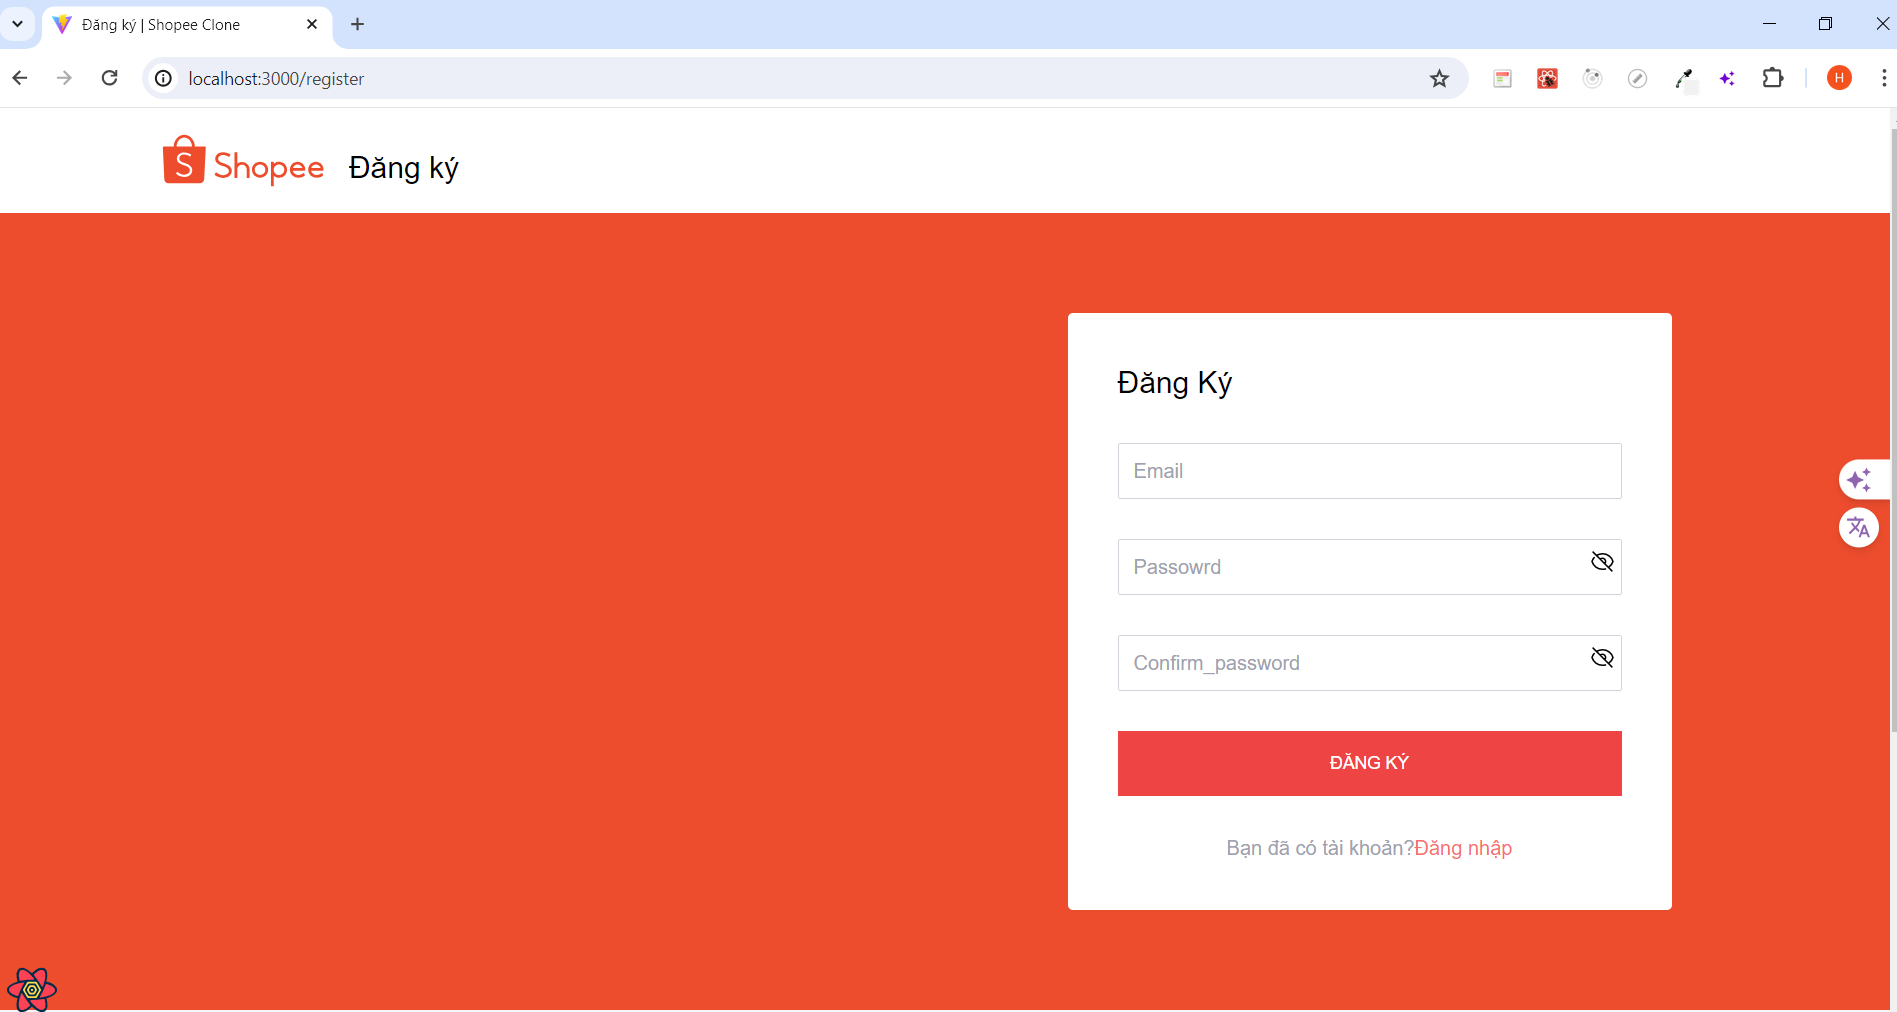 Đăng ký | Shopee Clone
localhost:3000/register
H
S Shopee Đăng ký
Đăng Ký
Email
Passowrd
Confirm_password
ĐĂNG KÝ
Bạn đã có tài khoản?Đăng nhập